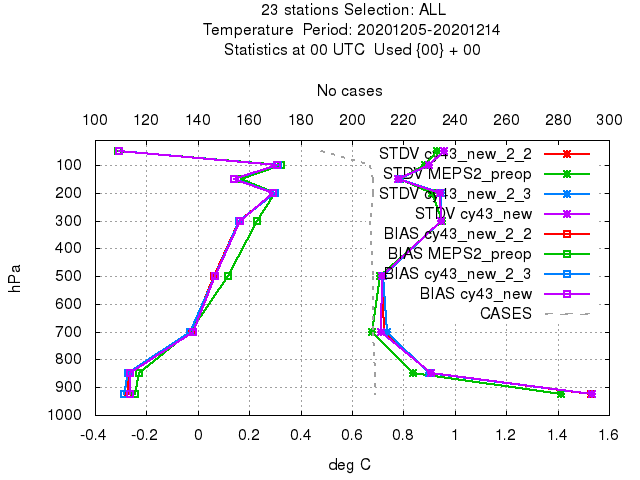 23 stations Selection: ALL
Temperature  Period: 20201205-20201214
Statistics at 00 UTC  Used {00} + 00
No cases
100 120 140 160 180 200 220 240 260 280 300
STDV cy43_new_2_2
STDV MEPS2_preop
STDV cy43_new_2_3
STDV cy43_new
BIAS cy43_new_2_2
BIAS MEPS2_preop
BIAS cy43_new_2_3
BIAS cy43_new
CASES
hPa
100
200
300
400
500
600
700
800
900
1000
-0.4 -0.2 0 0.2 0.4 0.6 0.8 1 1.2 1.4 1.6
deg C